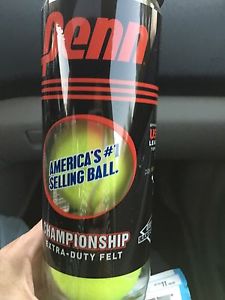 Penn
AMERICA'S #1
SELLING BALL.
CHAMPIONSHIP
EXTRA-DUTY FELT